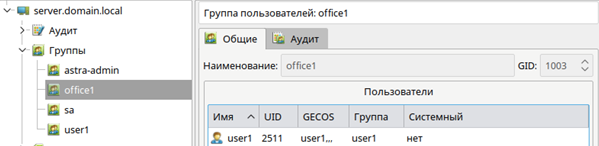 server.domain.local
Аудит
Группы
astra-admin
office1
sa
user1
Группа пользователей: office1
Общие Аудит
Наименование: office1 GID: 1003
Пользователи
Имя UID GECOS Группа Системный
user1 2511 user1,,, user1 нет